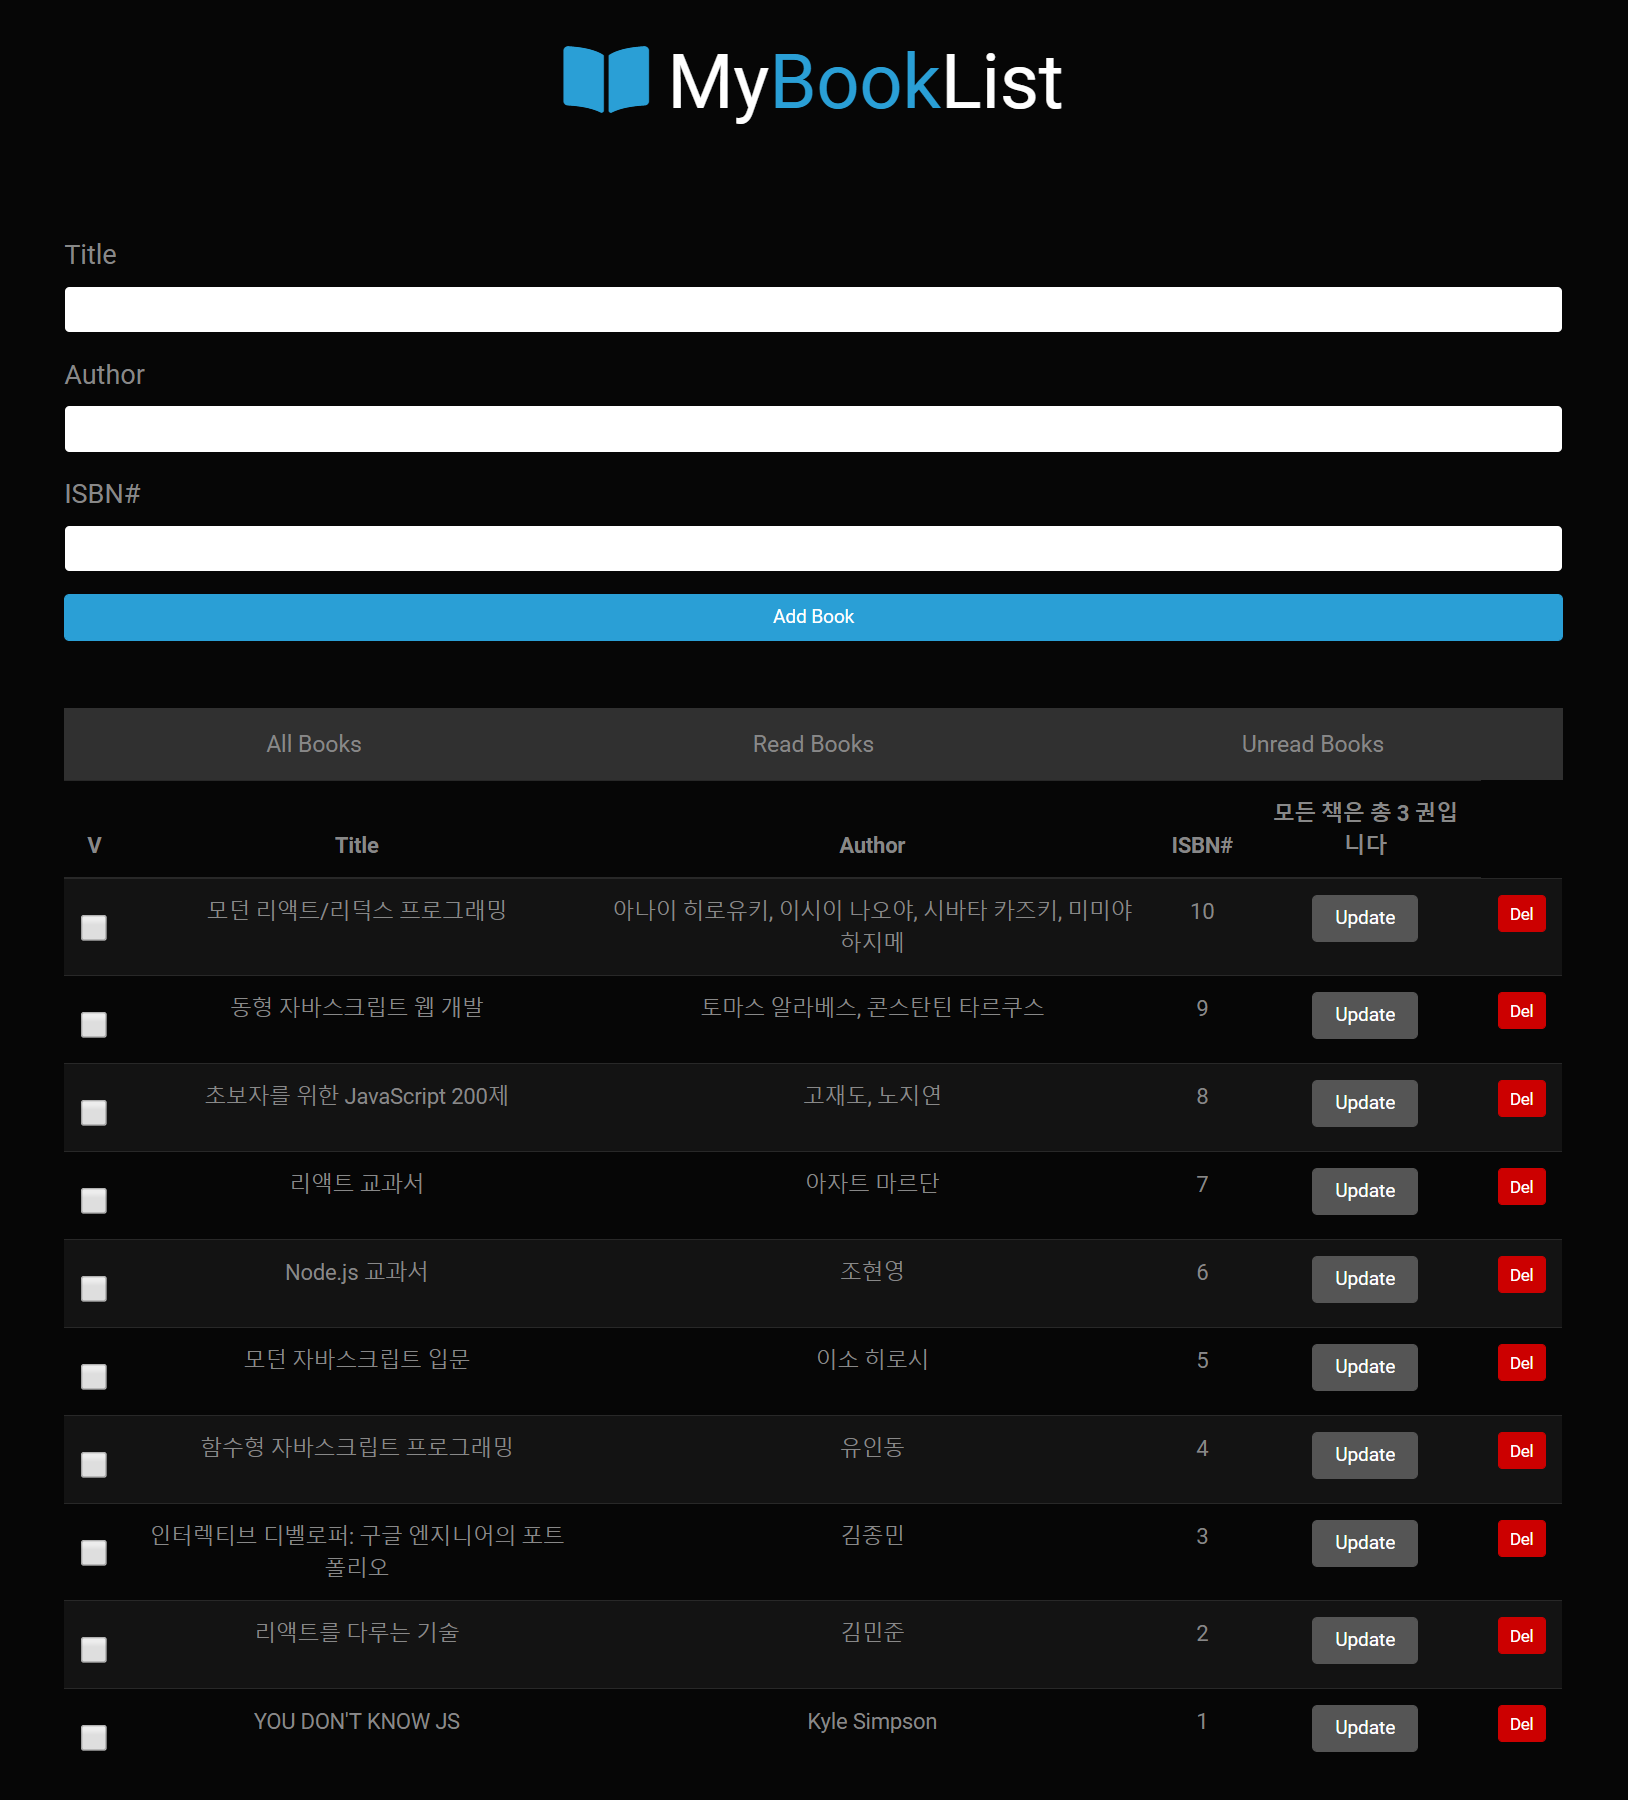 MyBookList
Title
Author
ISBN#
Add Book
All Books Read Books Unread Books
V Title Author ISBN# 모든 책은 총 3 권입
니다
모던 리액트/리덕스 프로그래밍 아나이 히로유키, 이시이 나오야, 시바타 카즈키, 미미야 10 Update Del
하지메
동형 자바스크립트 웹 개발 토마스 알라베스, 콘스탄틴 타르쿠스 9 Update Del
초보자를 위한 JavaScript 200제 고재도, 노지연 8 Update Del
리액트 교과서 아자트 마르단 7 Update Del
Node.js 교과서 조현영 6 Update Del
모던 자바스크립트 입문 이소 히로시 5 Update Del
함수형 자바스크립트 프로그래밍 유인동 4 Update Del
인터렉티브 디벨로퍼: 구글 엔지니어의 포트 김종민 3 Update Del
폴리오
리액트를 다루는 기술 김민준 2 Update Del
YOU DON'T KNOW JS Kyle Simpson 1 Update Del